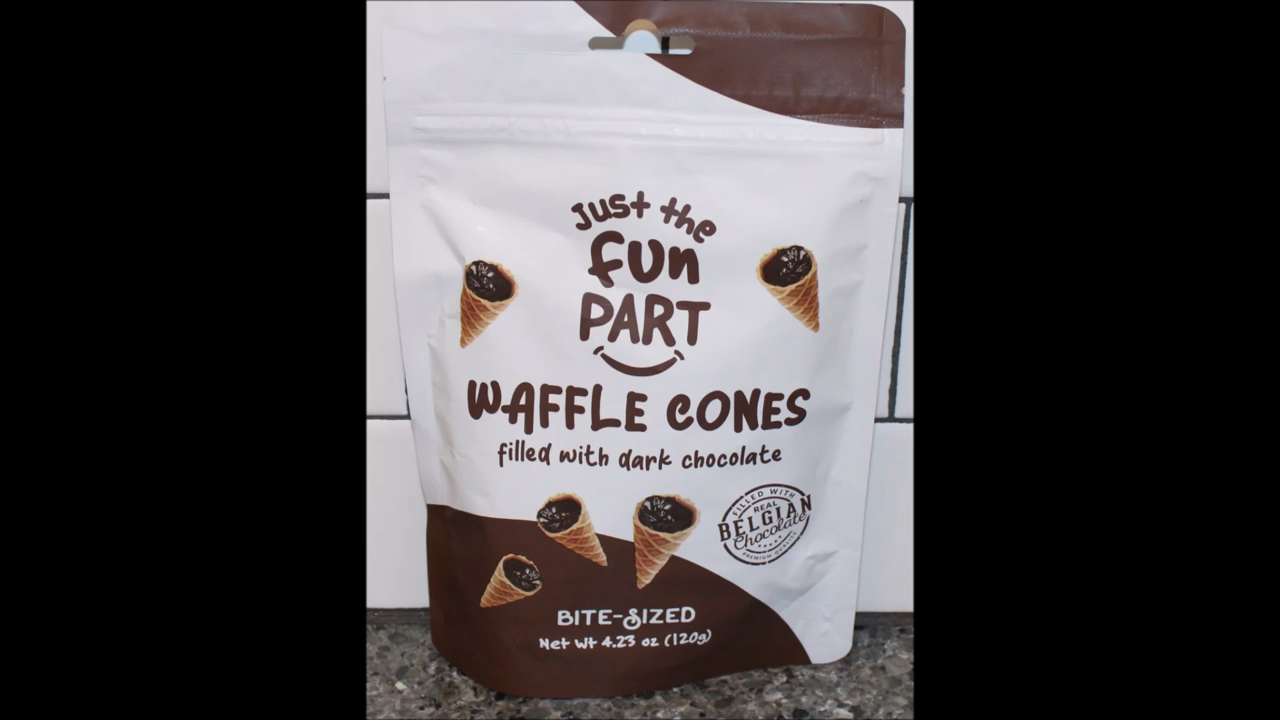 Just the
fun
PART
WAFFLE CONES
filled with dark chocolate
FILLED WITH
REAL
BELGIAN
Chocolate
PREMIUM QUALITY
BITE-SIZED
Net Wt 4.23 oz (120g)